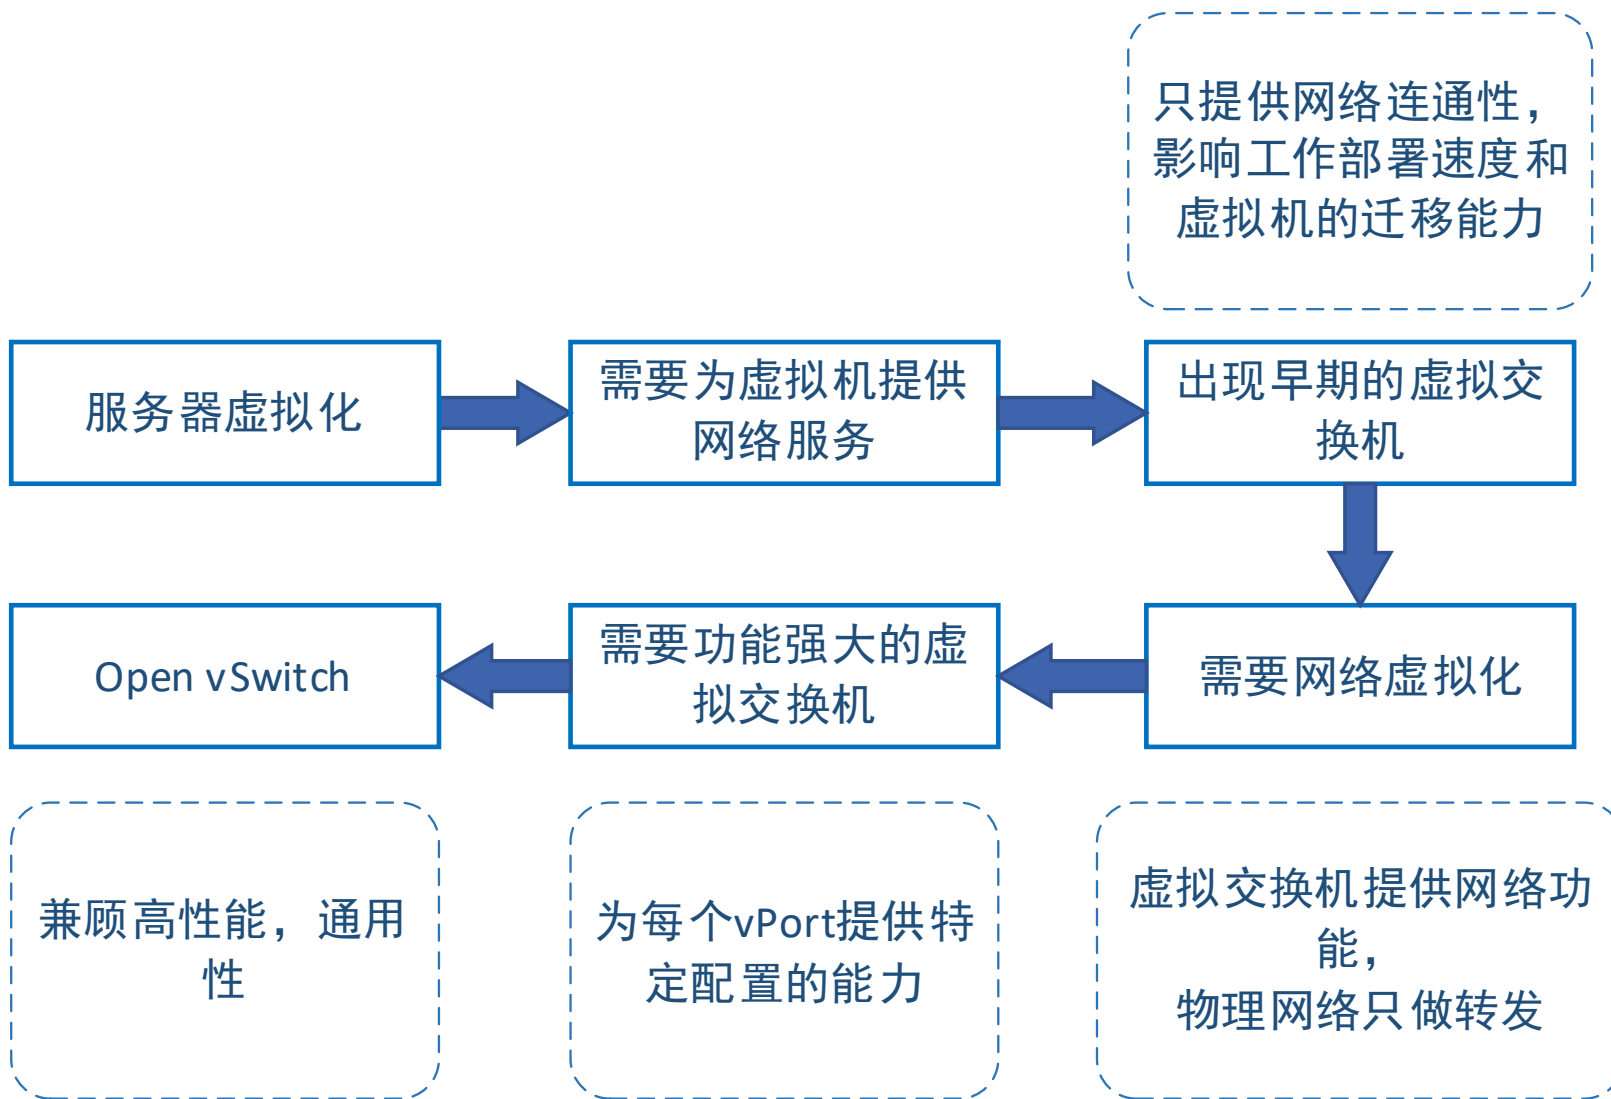 只提供网络连通性，
影响工作部署速度和
虚拟机的迁移能力
服务器虚拟化
需要为虚拟机提供
网络服务
出现早期的虚拟交
换机
Open vSwitch
需要功能强大的虚
拟交换机
需要网络虚拟化
兼顾高性能，通用
性
为每个vPort提供特
定配置的能力
虚拟交换机提供网络功
能，
物理网络只做转发